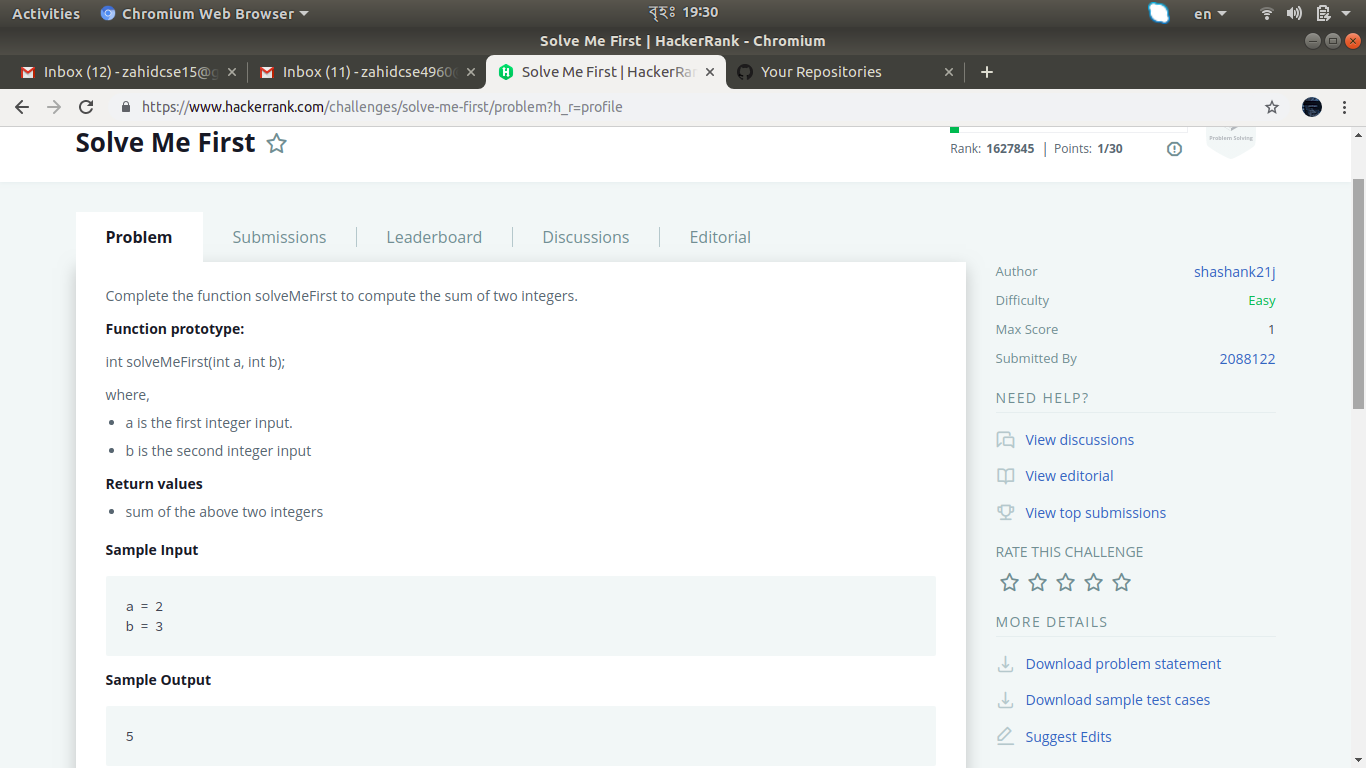 Activities Chromium Web Browser বৃহঃ 19:30 en
Solve Me First | HackerRank - Chromium
Inbox (12) - zahidcse15@g Inbox (11) - zahidcse4960 Solve Me First | HackerRa Your Repositories
https://www.hackerrank.com/challenges/solve-me-first/problem?h_r=profile
Solve Me First
Rank: 1627845 | Points: 1/30
Problem Solving
Problem Submissions Leaderboard Discussions Editorial
Complete the function solveMeFirst to compute the sum of two integers.
Function prototype:
int solveMeFirst(int a, int b);
where,
• a is the first integer input.
• b is the second integer input
Return values
• sum of the above two integers
Sample Input
a = 2
b = 3
Sample Output
5
Author shashank21j
Difficulty Easy
Max Score 1
Submitted By 2088122
NEED HELP?
View discussions
View editorial
View top submissions
RATE THIS CHALLENGE
MORE DETAILS
Download problem statement
Download sample test cases
Suggest Edits